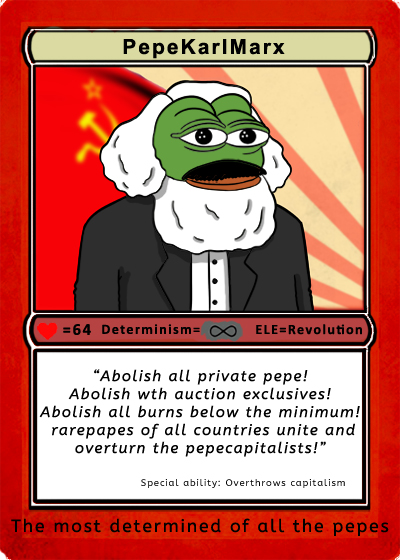 PepeKarlMarx
=64 Determinism=∞ ELE=Revolution
“Abolish all private pepe!
Abolish wth auction exclusives!
Abolish all burns below the minimum!
rarepapes of all countries unite and
overturn the pepecapitalists!”
Special ability: Overthrows capitalism
The most determined of all the pepes